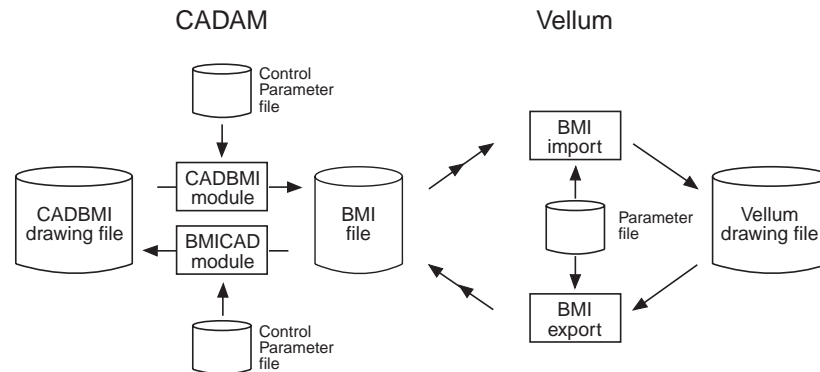 CADAM
Vellum
Control
Parameter
file
CADBMI
module
CADBMI
drawing file
BMICAD
module
Control
Parameter
file
BMI
file
BMI
import
Parameter
file
BMI
export
Vellum
drawing file